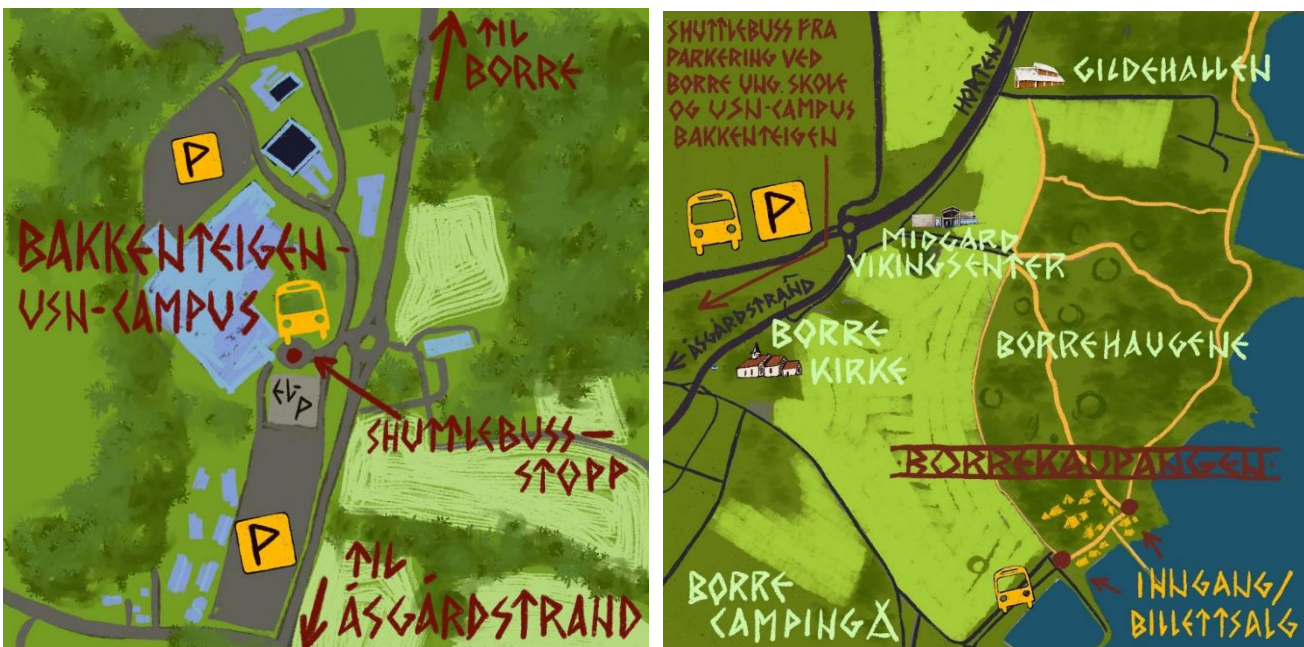 TIL
BORRE
P
BAKKENTEIGEN-
USN-CAMPUS
EL-
P
SHUTTLEBUSS-
STOPP
P
TIL
ÅSGÅRDSTRAND
SHUTTLEBUSS FRA
PARKERING VED
BORRE UNG. SKOLE
OG USN-CAMPUS
BAKKENTEIGEN
HORTEN
GILDEHALLEN
P
MIDGARD
VIKINGSENTER
ÅSGÅRDSTRAND
BORRE
KIRKE
BORREHAUGENE
BORREKAUPANGEN
BORRE
CAMPING
INNGANG/
BILLETTSALG